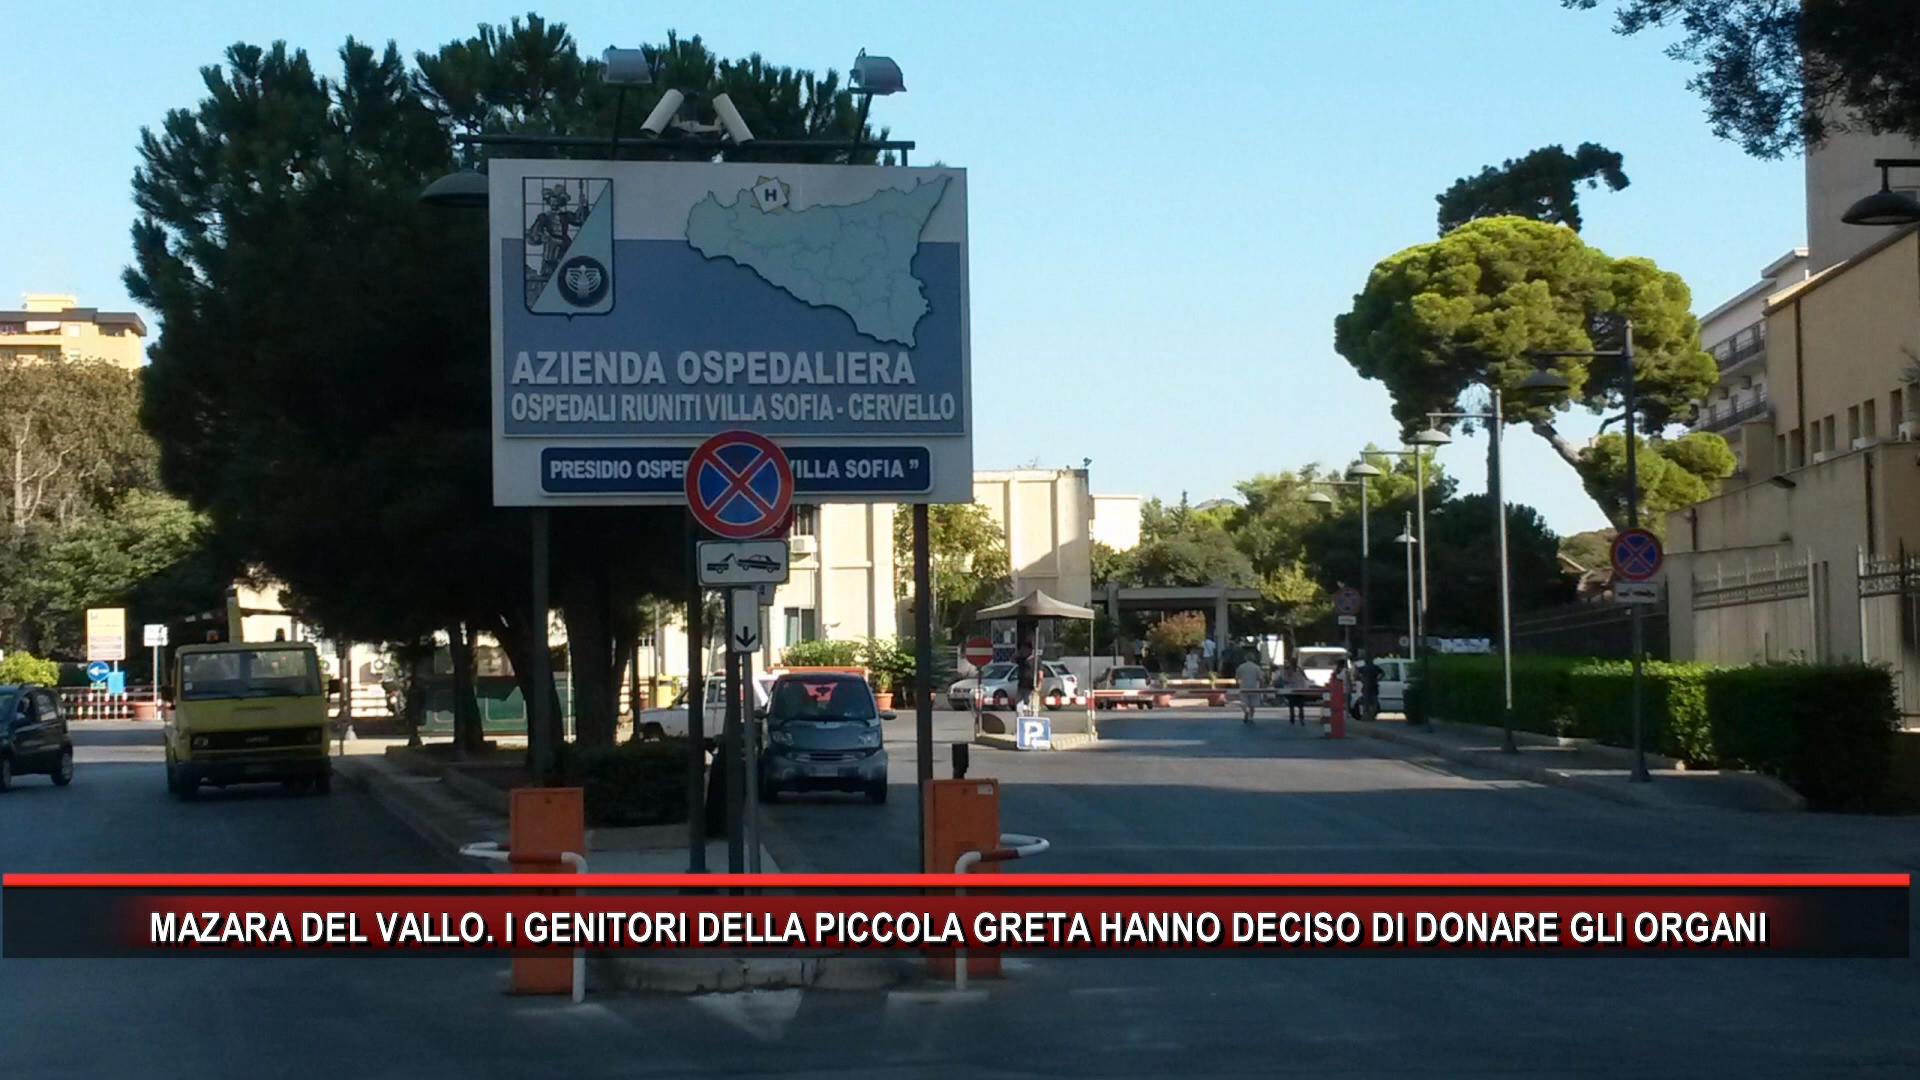 H
AZIENDA OSPEDALIERA
OSPEDALI RIUNITI VILLA SOFIA - CERVELLO
PRESIDIO OSPE VILLA SOFIA ”
P
MAZARA DEL VALLO. I GENITORI DELLA PICCOLA GRETA HANNO DECISO DI DONARE GLI ORGANI